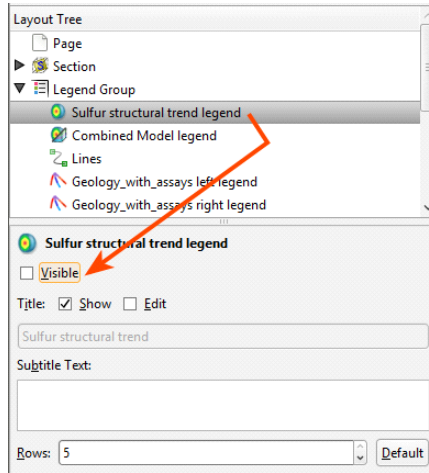 Layout Tree
Page
Section
Legend Group
Sulfur structural trend legend
Combined Model legend
Lines
Geology_with_assays left legend
Geology_with_assays right legend
Sulfur structural trend legend
Visible
Title: Show Edit
Sulfur structural trend
Subtitle Text:
Rows: 5 Default